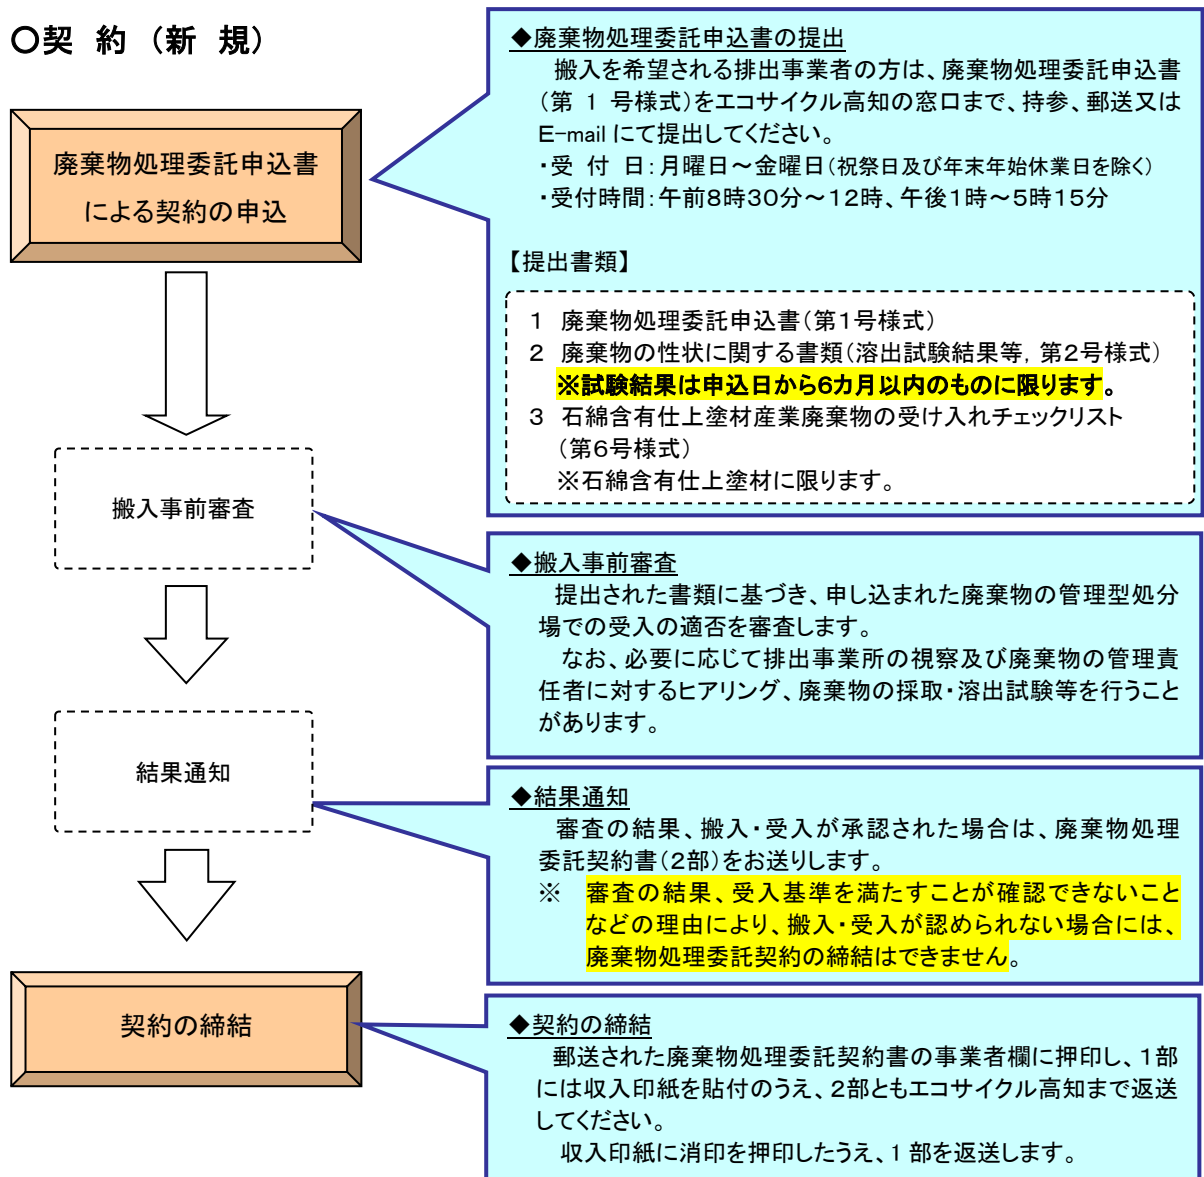 〇契 約 （新 規）
廃棄物処理委託申込書
による契約の申込
◆廃棄物処理委託申込書の提出
搬入を希望される排出事業者の方は、廃棄物処理委託申込書
（第 1 号様式）をエコサイクル高知の窓口まで、持参、郵送又は
E-mail にて提出してください。
・受 付 日：月曜日～金曜日（祝祭日及び年末年始休業日を除く）
・受付時間：午前８時３０分～１２時、午後１時～５時１５分
【提出書類】
１ 廃棄物処理委託申込書（第１号様式）
２ 廃棄物の性状に関する書類（溶出試験結果等，第２号様式）
※試験結果は申込日から６カ月以内のものに限ります。
３ 石綿含有仕上塗材産業廃棄物の受け入れチェックリスト
（第６号様式）
※石綿含有仕上塗材に限ります。
搬入事前審査
◆搬入事前審査
提出された書類に基づき、申し込まれた廃棄物の管理型処分
場での受入の適否を審査します。
なお、必要に応じて排出事業所の視察及び廃棄物の管理責
任者に対するヒアリング、廃棄物の採取・溶出試験等を行うこと
があります。
結果通知
◆結果通知
審査の結果、搬入・受入が承認された場合は、廃棄物処理
委託契約書（２部）をお送りします。
※ 審査の結果、受入基準を満たすことが確認できないこと
などの理由により、搬入・受入が認められない場合には、
廃棄物処理委託契約の締結はできません。
契約の締結
◆契約の締結
郵送された廃棄物処理委託契約書の事業者欄に押印し、１部
には収入印紙を貼付のうえ、２部ともエコサイクル高知まで返送
してください。
収入印紙に消印を押印したうえ、1 部を返送します。